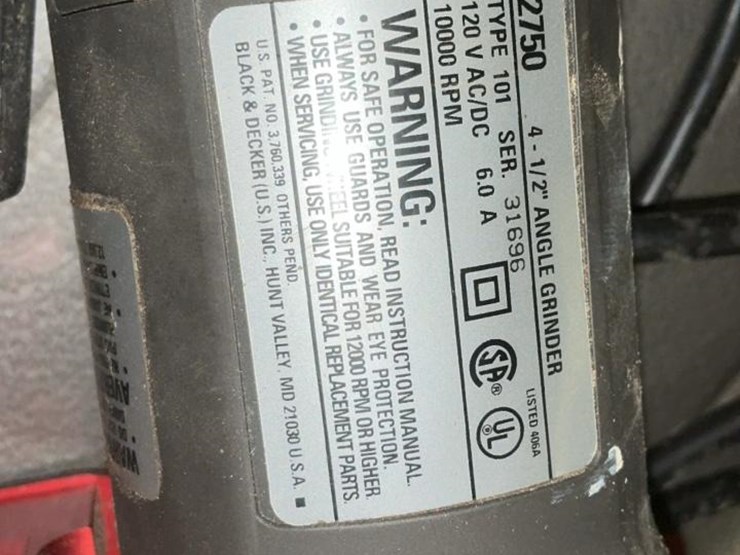 2750 4-1/2" ANGLE GRINDER
TYPE 101 SER. 31696 LISTED 406A
120 V AC/DC 6.0 A
10000 RPM
SA®
UL
®
WARNING:
• FOR SAFE OPERATION, READ INSTRUCTION MANUAL.
• ALWAYS USE GUARDS AND WEAR EYE PROTECTION.
• USE SUITABLE FOR 12000 RPM OR HIGHER.
• WHEN SERVICING, USE ONLY IDENTICAL REPLACEMENT PARTS.
U.S. PAT. NO. 3,760,339 OTHERS PEND.
BLACK & DECKER (U.S.) INC., HUNT VALLEY, MD 21030 U.S.A. ■